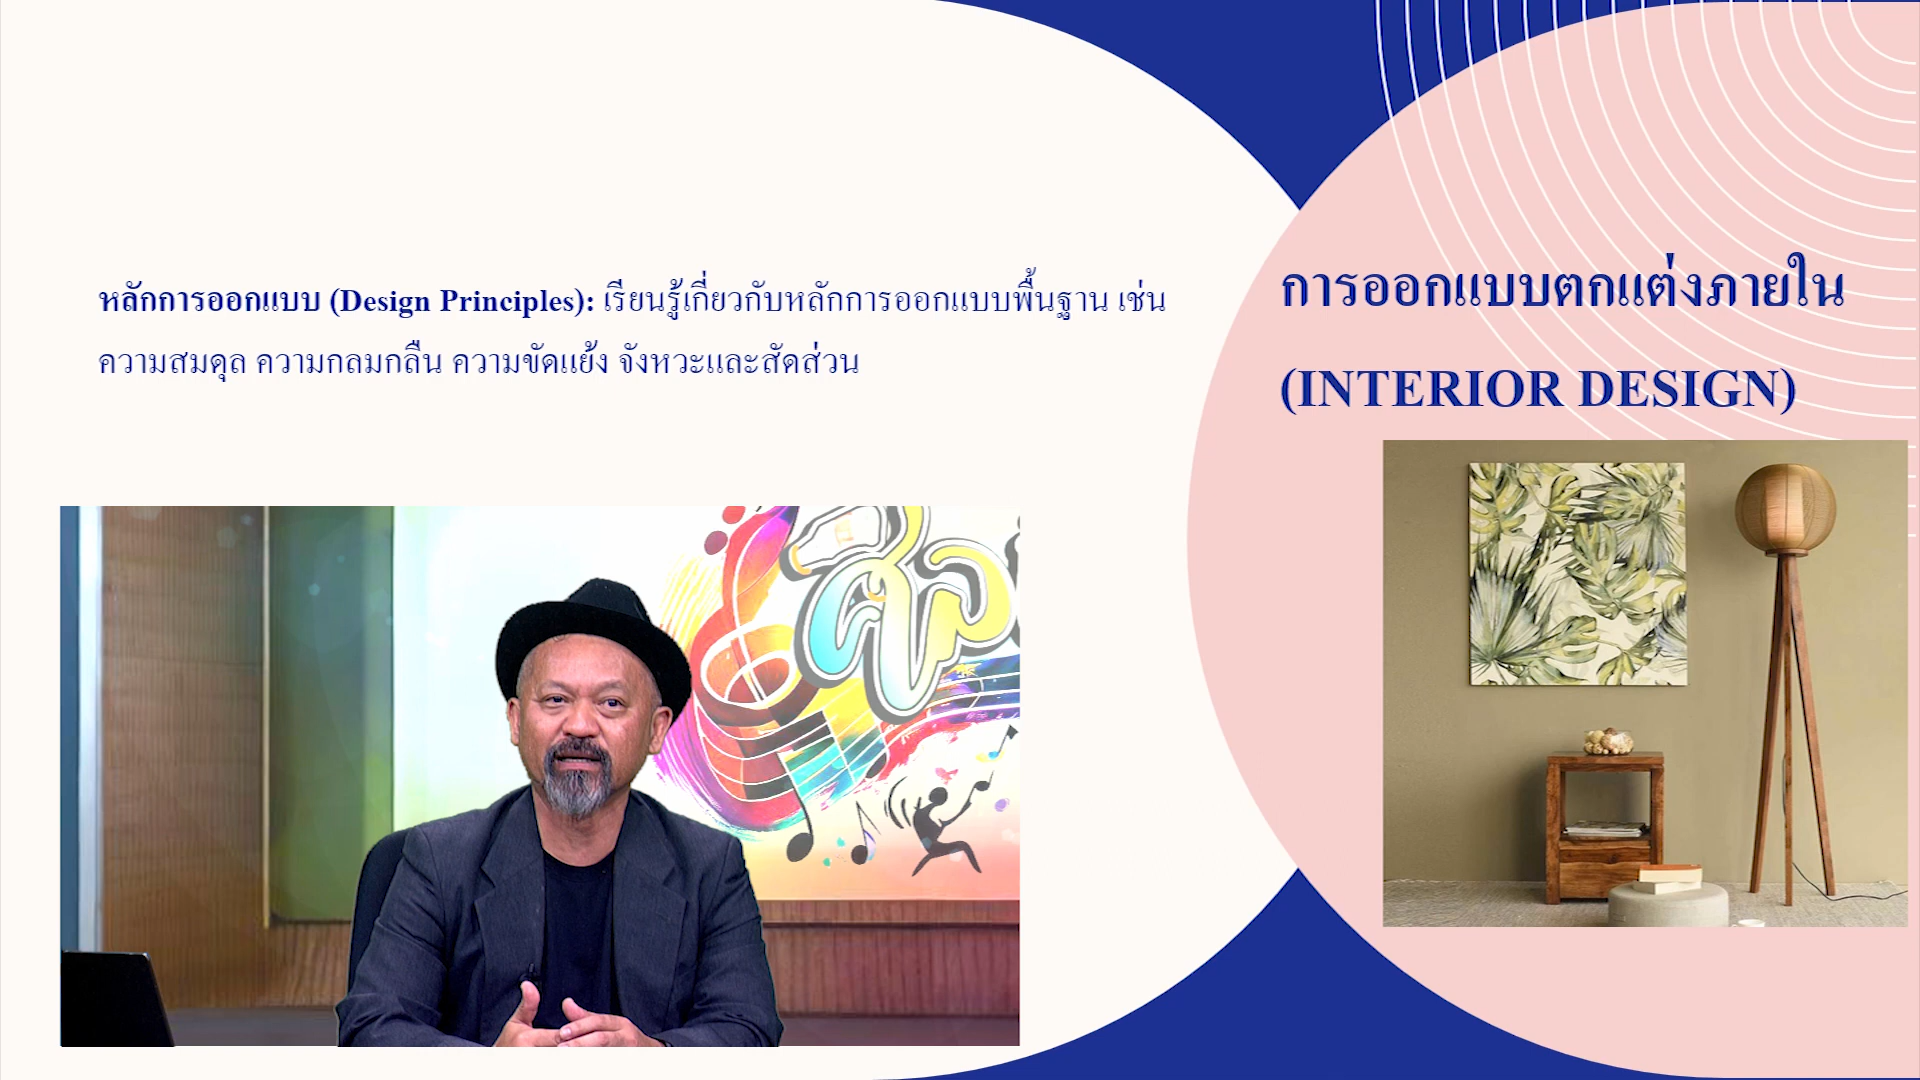 หลักการออกแบบ (Design Principles): เรียนรู้เกี่ยวกับหลักการออกแบบพื้นฐาน เช่น
ความสมดุล ความกลมกลืน ความขัดแย้ง จังหวะและสัดส่วน
การออกแบบตกแต่งภายใน
(INTERIOR DESIGN)